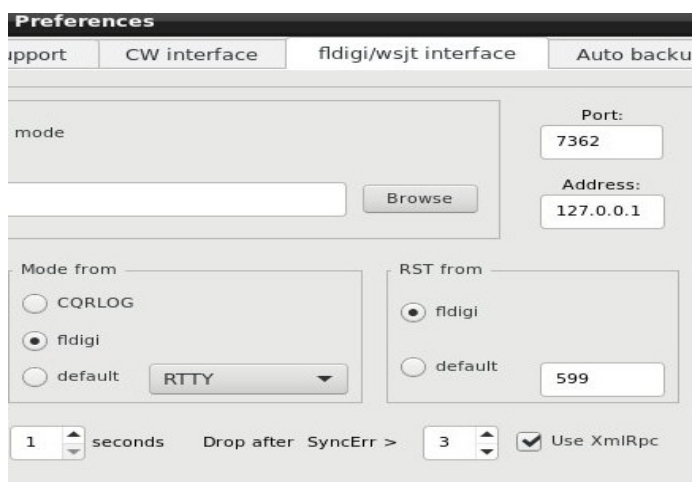 Preferences
upport CW interface fldigi/wsjt interface Auto backu
Port:
mode
7362
Address:
Browse
127.0.0.1
Mode from
RST from
CQRLOG
fldigi
fldigi
default RTTY
default 599
1 seconds Drop after SyncErr > 3 Use XmlRpc